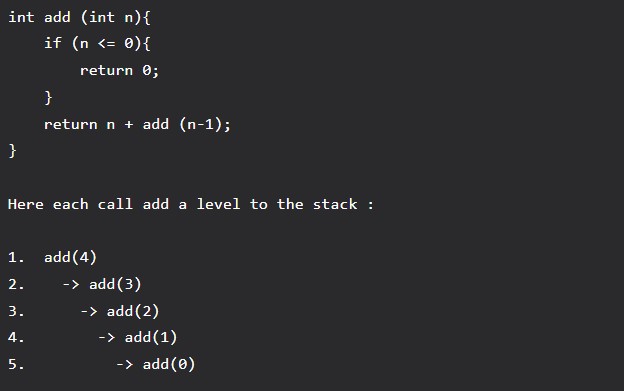 int add (int n){
    if (n <= 0){
        return 0;
    }
    return n + add (n-1);
}

Here each call add a level to the stack :

1.  add(4)
2.    -> add(3)
3.      -> add(2)
4.        -> add(1)
5.          -> add(0)